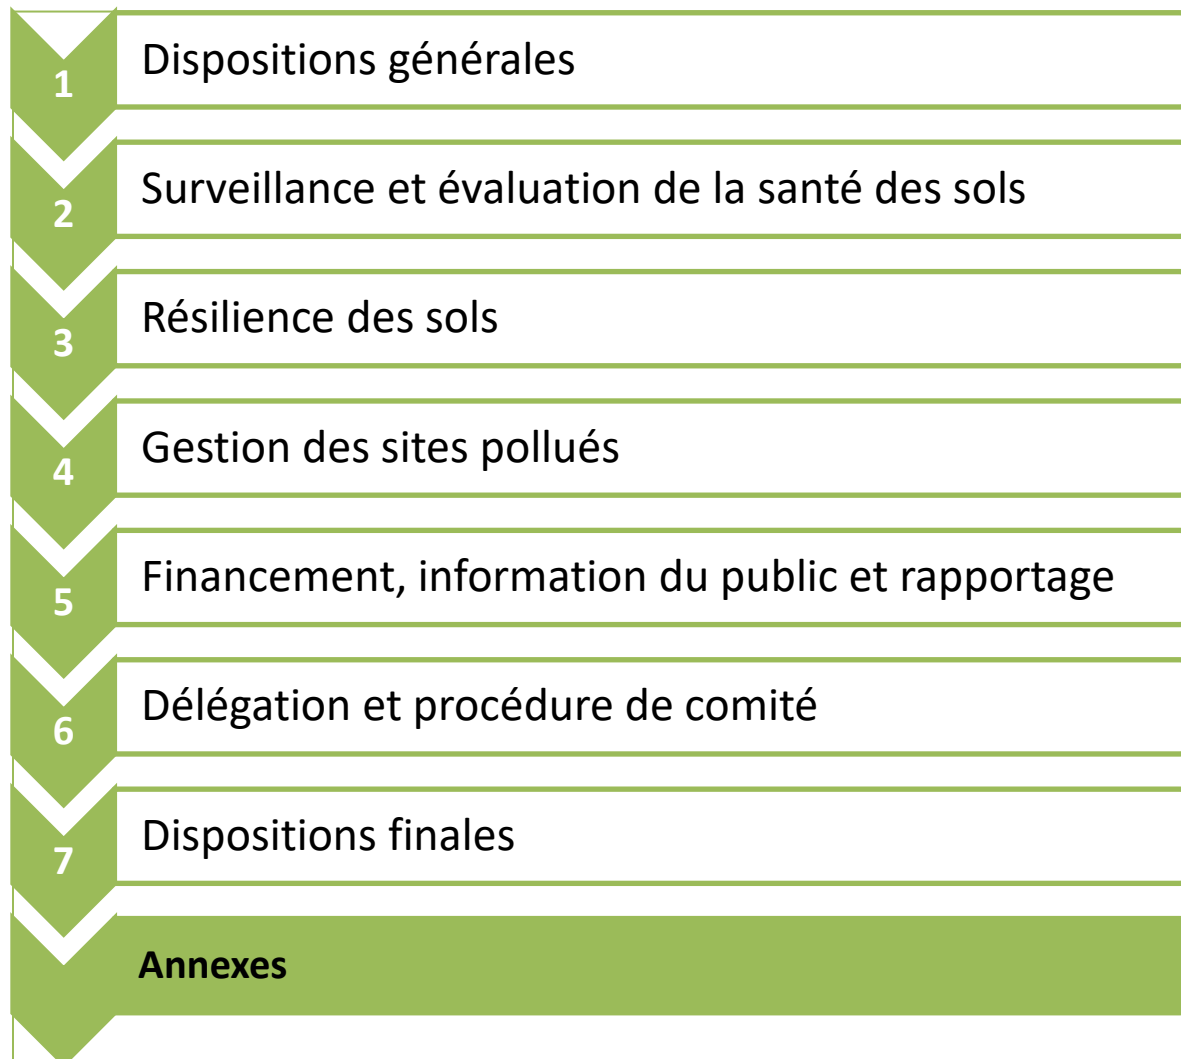 1
Dispositions générales
2
Surveillance et évaluation de la santé des sols
3
Résilience des sols
4
Gestion des sites pollués
5
Financement, information du public et rapportage
6
Délégation et procédure de comité
7
Dispositions finales
Annexes